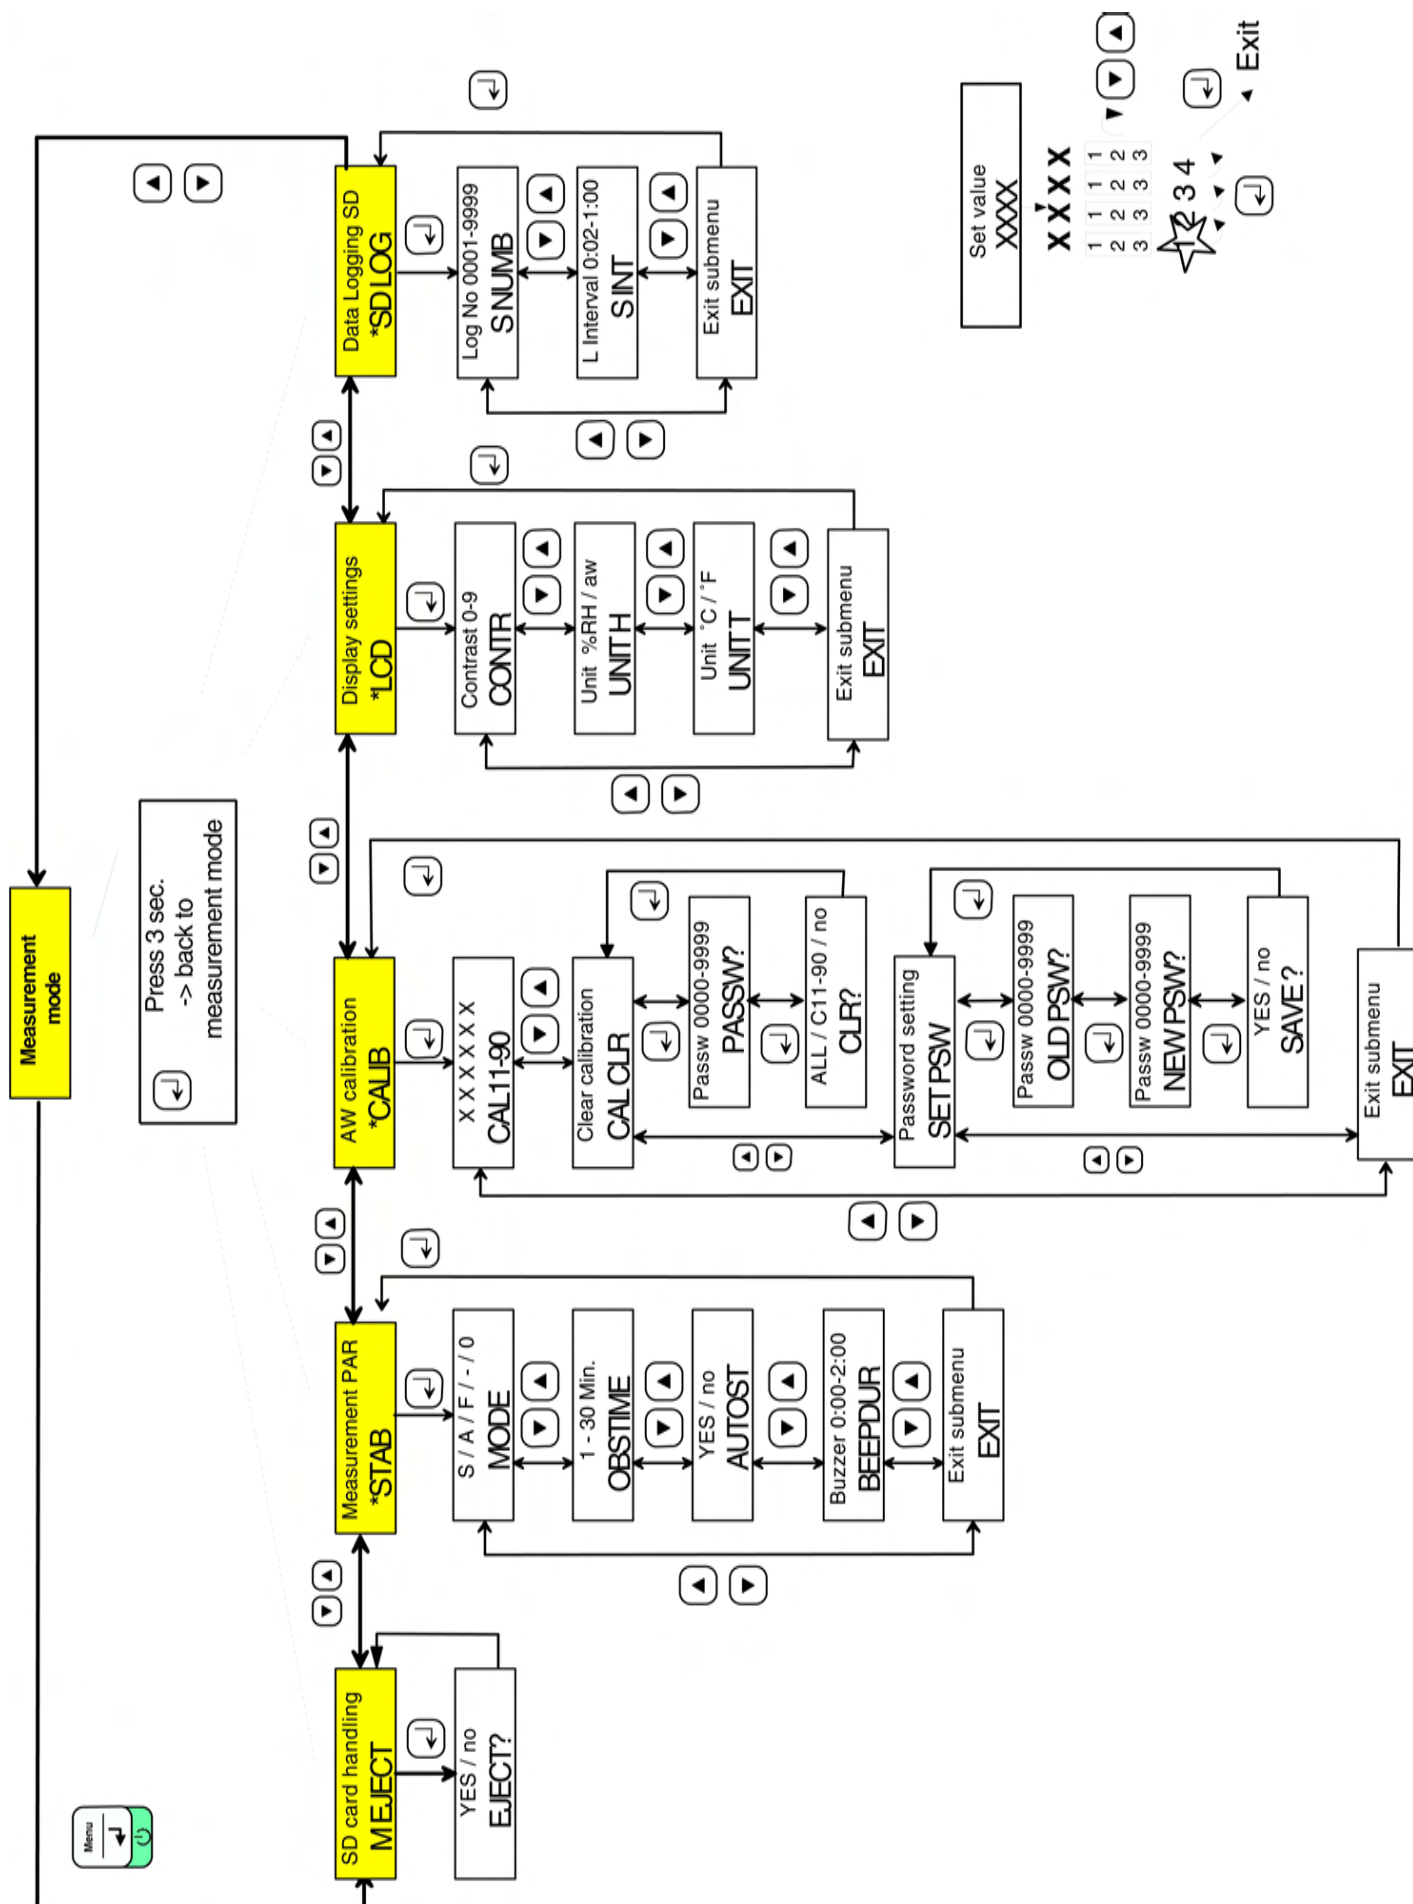 Measurement
mode
Menu
Press 3 sec.
-> back to
measurement mode
SD card handling
M EJECT
YES / no
EJECT?
Measurement PAR
*STAB
S / A / F / - / 0
MODE
1 - 30 Min.
OBSTIME
YES / no
AUTOST
Buzzer 0:00-2:00
BEEPDUR
Exit submenu
EXIT
AW calibration
*CALIB
X X X X X X
CAL11-90
Clear calibration
CAL CLR
Passw 0000-9999
PASSW?
ALL / C11-90 / no
CLR?
Password setting
SET PSW
Passw 0000-9999
OLD PSW?
Passw 0000-9999
NEW PSW?
YES / no
SAVE ?
Exit submenu
EXIT
Display settings
*LCD
Contrast 0-9
CONTR
Unit %RH / aw
UNIT H
Unit °C / °F
UNIT T
Exit submenu
EXIT
Data Logging SD
*SD LOG
Log No 0001-9999
S NUMB
L Interval 0:02-1:00
S INT
Exit submenu
EXIT
Set value
XXXX
X X X X
1 1 1 1
2 2 2 2
3 3 3 3
1 2 3 4
Exit